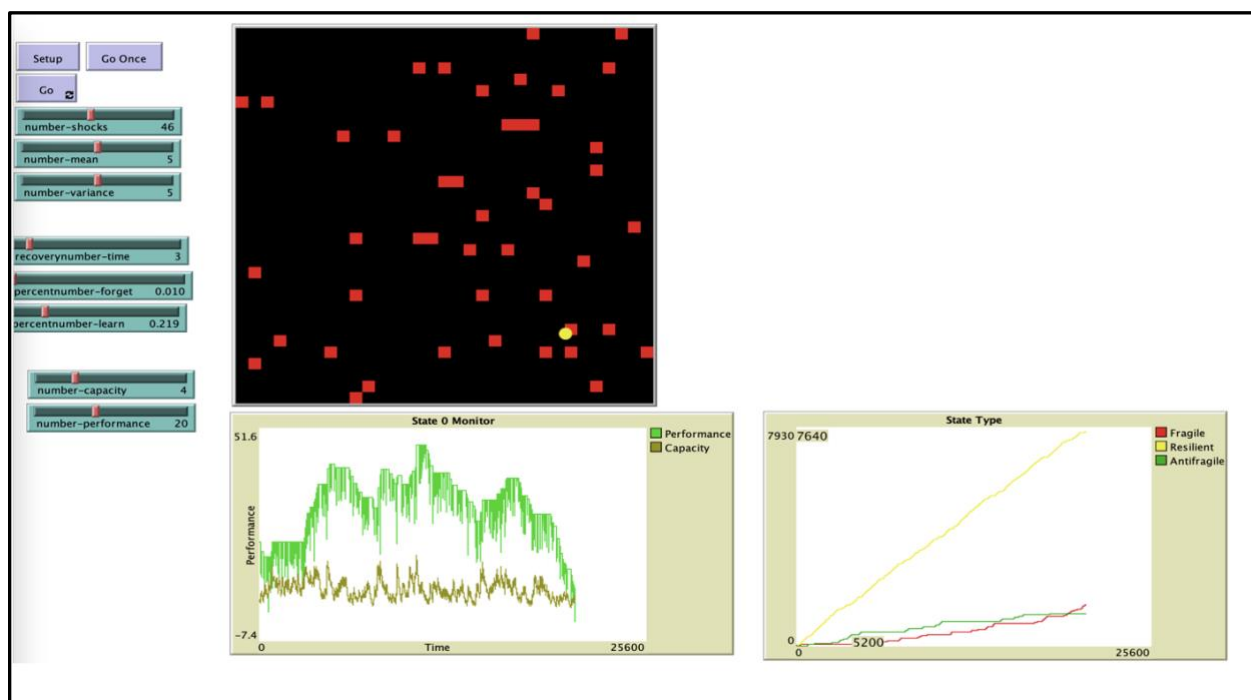 Setup
Go Once
Go
number-shocks 46
number-mean 5
number-variance 5
recoverynumber-time 3
percentnumber-forget 0.010
percentnumber-learn 0.219
number-capacity 4
number-performance 20
State 0 Monitor
51.6
Performance
-7.4
0
Time
25600
Performance
Capacity
State Type
7930
7640
0
5200
0
25600
Fragile
Resilient
Antifragile